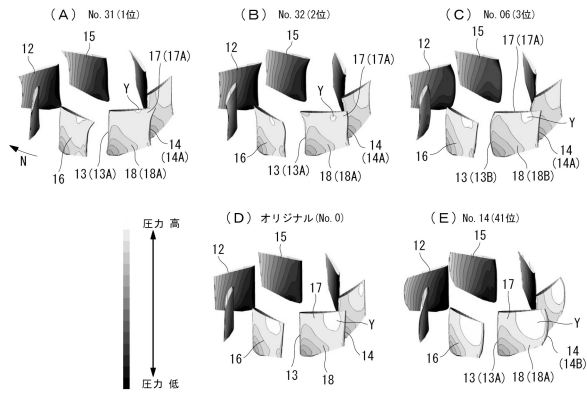 (A) No. 31(1位)
12
15
17(17A)
Y
N
16
13(13A)
18(18A)
14
(14A)
(B) No. 32(2位)
12
15
17(17A)
Y
16
13(13A)
18(18A)
14
(14A)
(C) No. 06(3位)
12
15
17(17A)
Y
16
13(13B)
18(18B)
14
(14A)
圧力 高
圧力 低
(D) オリジナル(No. 0)
12
15
17
Y
16
13
18
14
(E) No. 14(41位)
12
15
17
Y
16
13(13A)
18(18A)
14
(14B)